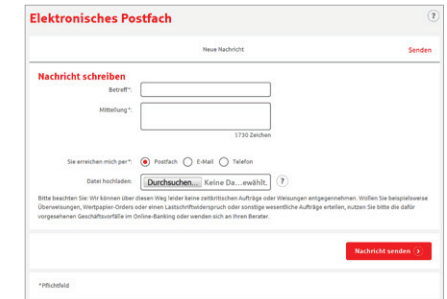 Elektronisches Postfach
?
Neue Nachricht
Senden
Nachricht schreiben
Betreff*:
Mitteilung*:
1730 Zeichen
Sie erreichen mich per*: Postfach E-Mail Telefon
Datei hochladen: Durchsuchen... Keine Da...ewählt. ?
Bitte beachten Sie: Wir können über diesen Weg leider keine zeitkritischen Aufträge oder Weisungen entgegennehmen. Wollen Sie beispielsweise
Überweisungen, Wertpapier-Orders oder einen Lastschriftwiderspruch oder sonstige wesentliche Aufträge erteilen, nutzen Sie bitte die dafür
vorgesehenen Geschäftsvorfälle im Online-Banking oder wenden sich an Ihren Berater.
Nachricht senden
*Pflichtfeld